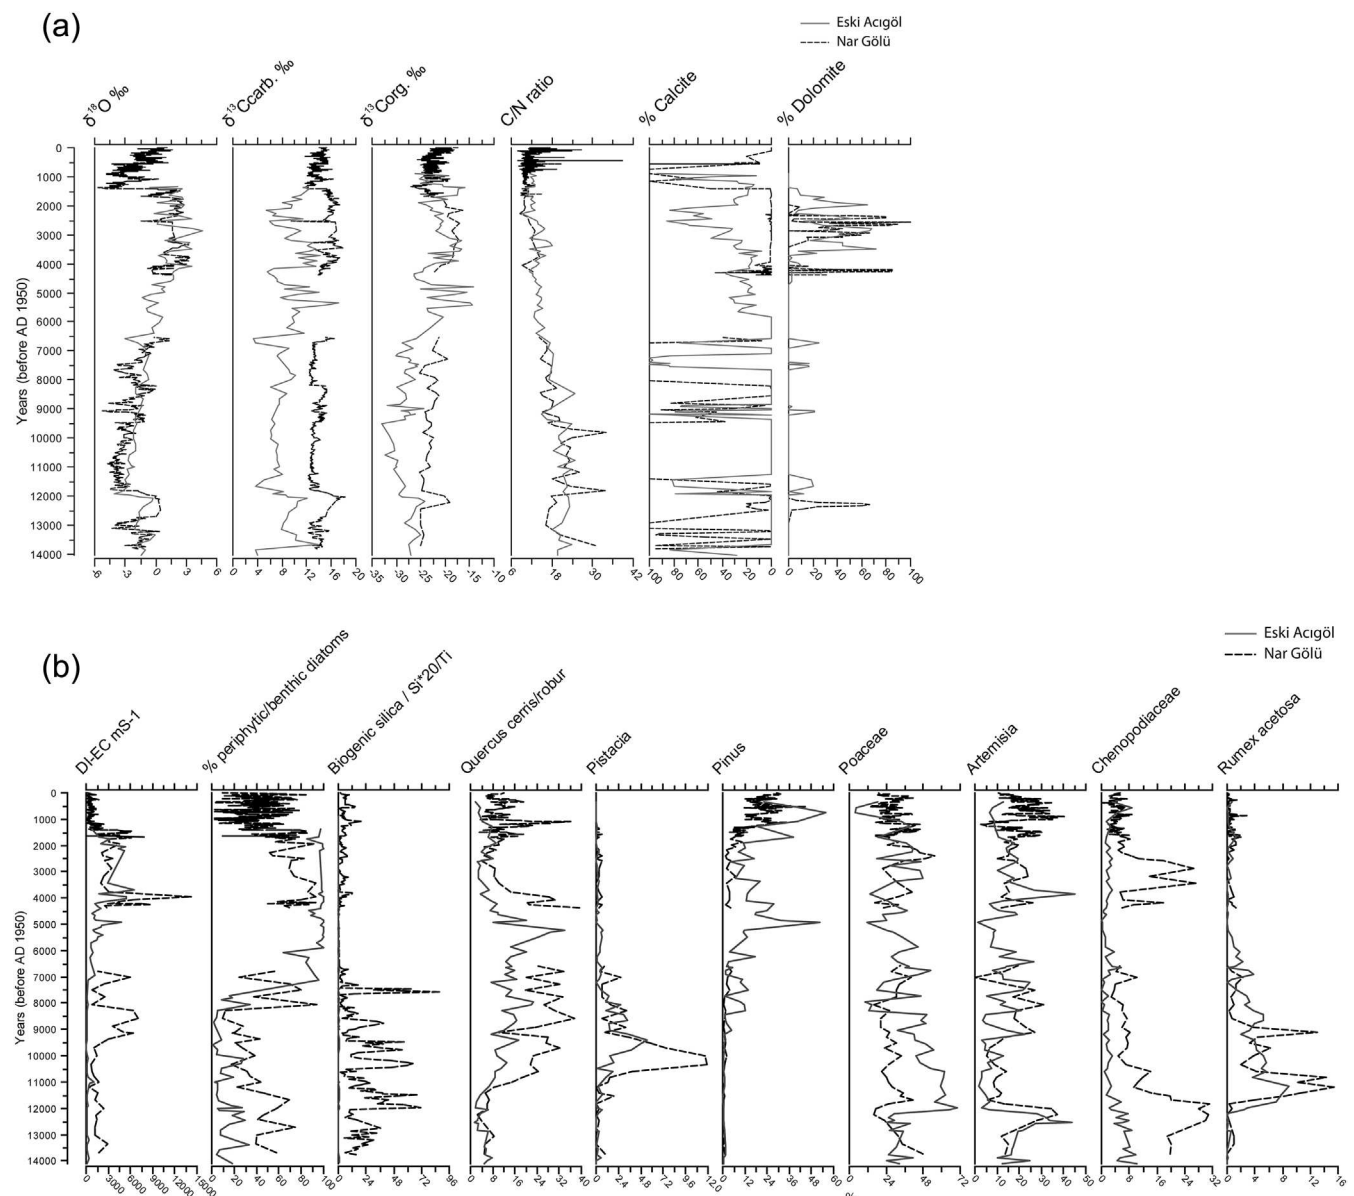 (a)
Eski Acıgöl
Nar Gölü
δ¹⁸O ‰
δ¹³Ccarb. ‰
δ¹³Corg. ‰
C/N ratio
% Calcite
% Dolomite
Years (before AD 1950)
0
1000
2000
3000
4000
5000
6000
7000
8000
9000
10000
11000
12000
13000
14000
-6 -3 0 3 6
0 4 8 12 16 20
-35 -30 -25 -20 -15 -10
6 18 30 42
100 80 60 40 20 0
0 20 40 60 80 100
(b)
Eski Acıgöl
Nar Gölü
DI-EC mS-1
% periphytic/benthic diatoms
Biogenic silica / Si*20/Ti
Quercus cerris/robur
Pistacia
Pinus
Poaceae
Artemisia
Chenopodiaceae
Rumex acetosa
Years (before AD 1950)
0
1000
2000
3000
4000
5000
6000
7000
8000
9000
10000
11000
12000
13000
14000
0 3000 6000 9000 12000 15000
0 20 40 60 80 100
0 24 48 72 96
0 10 20 30 40
0.0 2.4 4.8 7.2 9.6 12.0
0 12 24 36 48 60
0 24 48 72
0 10 20 30 40 50
0 8 16 24 32
0 4 8 12 16
%